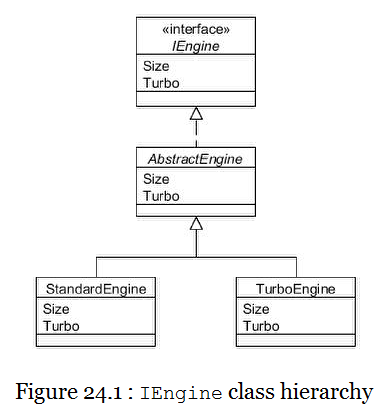 «interface»
IEngine
Size
Turbo
AbstractEngine
Size
Turbo
StandardEngine
Size
Turbo
TurboEngine
Size
Turbo
Figure 24.1 : IEngine class hierarchy